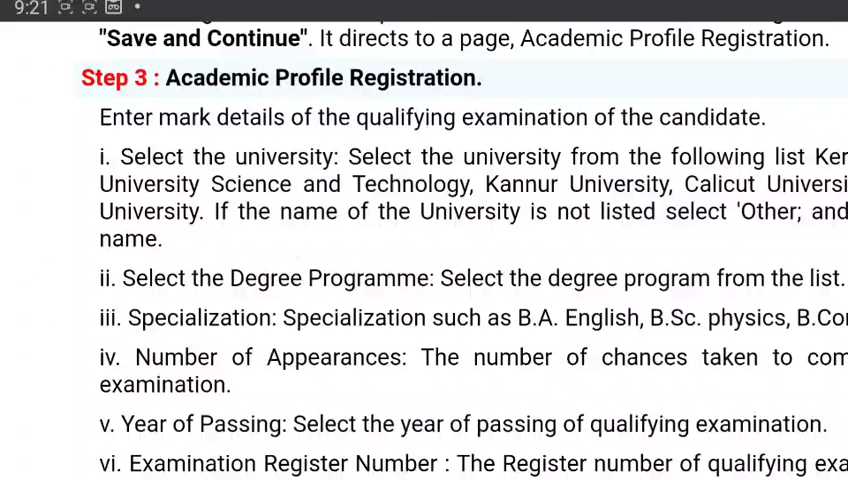 9:21
"Save and Continue". It directs to a page, Academic Profile Registration.
Step 3 : Academic Profile Registration.
Enter mark details of the qualifying examination of the candidate.
i. Select the university: Select the university from the following list Ker
University Science and Technology, Kannur University, Calicut Universi
University. If the name of the University is not listed select 'Other; and
name.
ii. Select the Degree Programme: Select the degree program from the list.
iii. Specialization: Specialization such as B.A. English, B.Sc. physics, B.Co
iv. Number of Appearances: The number of chances taken to com
examination.
v. Year of Passing: Select the year of passing of qualifying examination.
vi. Examination Register Number : The Register number of qualifying exa